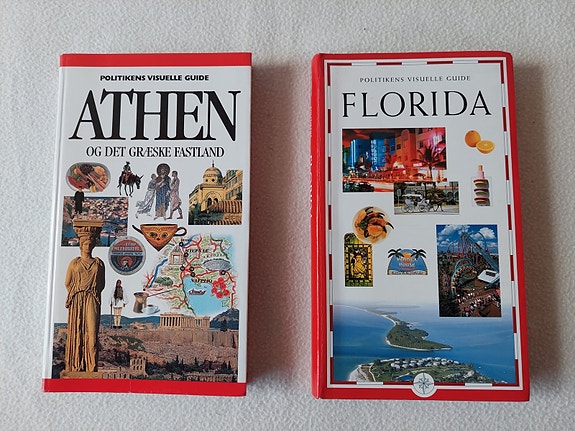 POLITIKENS VISUELLE GUIDE
ATHEN
OG DET GRÆSKE FASTLAND
POLITIKENS VISUELLE GUIDE
FLORIDA